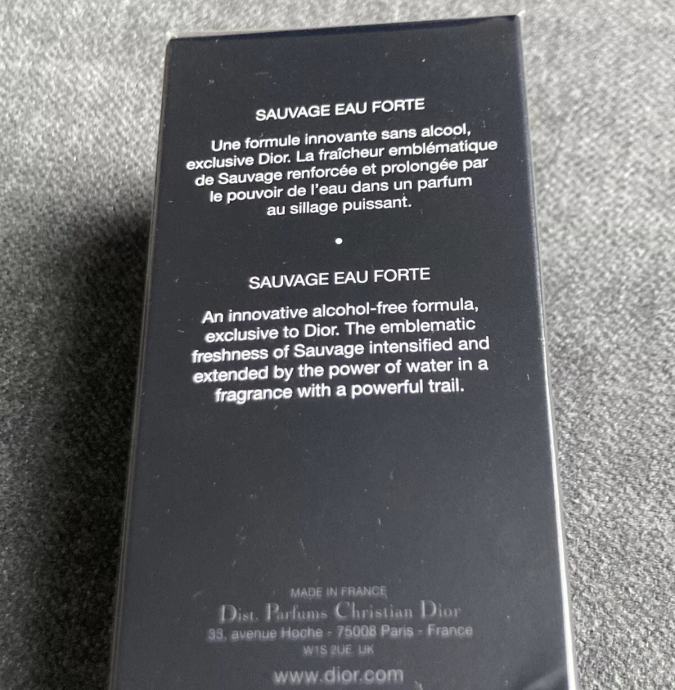 SAUVAGE EAU FORTE
Une formule innovante sans alcool,
exclusive Dior. La fraîcheur emblématique
de Sauvage renforcée et prolongée par
le pouvoir de l'eau dans un parfum
au sillage puissant.
•
SAUVAGE EAU FORTE
An innovative alcohol-free formula,
exclusive to Dior. The emblematic
freshness of Sauvage intensified and
extended by the power of water in a
fragrance with a powerful trail.
MADE IN FRANCE
Dist. Parfums Christian Dior
33, avenue Hoche - 75008 Paris - France
W1S 2UE. UK
www.dior.com